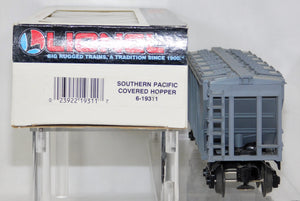 LIONEL
BIG RUGGED TRAINS, A TRADITION SINCE 1900.
SOUTHERN PACIFIC
COVERED HOPPER
6-19311
0 23922 19311 7